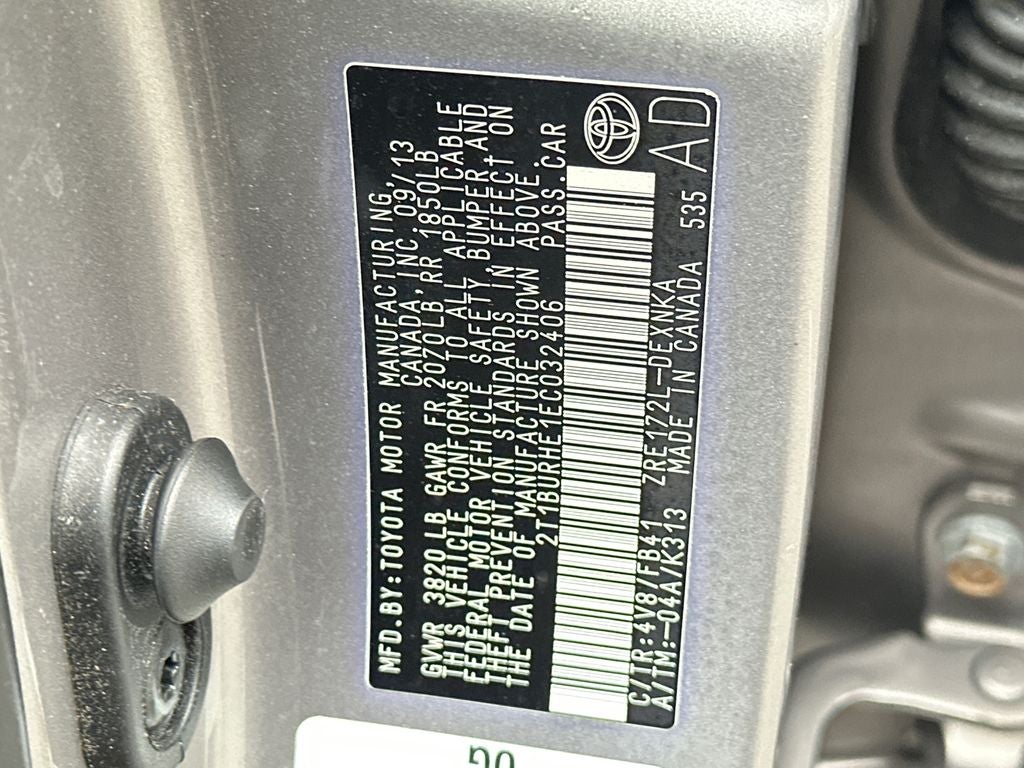 MFD.BY:TOYOTA MOTOR MANUFACTURING,
CANADA,INC.09/13
GVWR 3820 LB GAWR FR 2070LB RR 1850LB
THIS VEHICLE CONFORMS TO ALL APPLICABLE
FEDERAL MOTOR VEHICLE SAFETY, BUMPER AND
THEFT PREVENTION STANDARDS IN EFFECT ON
THE DATE OF MANUFACTURE SHOWN ABOVE.
2T1BURHE1EC032406 PASS.CAR
C/TR:4V8/FB41 ZRE172L-DEXNKA
A/TM:-04A/K313 MADE IN CANADA 535
AD